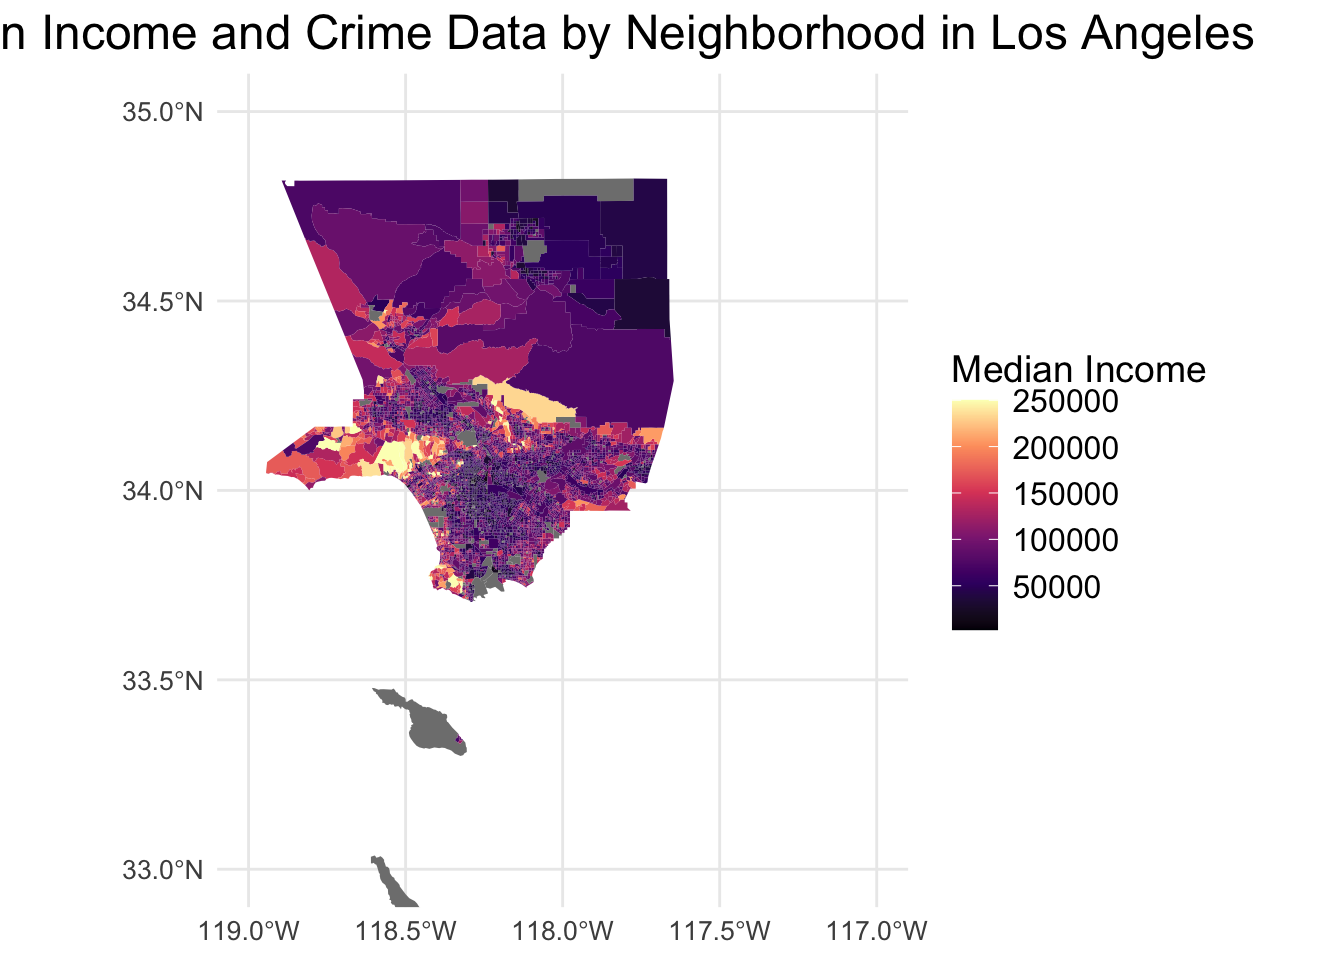 n Income and Crime Data by Neighborhood in Los Angeles
35.0°N
34.5°N
34.0°N
33.5°N
33.0°N
119.0°W 118.5°W 118.0°W 117.5°W 117.0°W
Median Income
250000
200000
150000
100000
50000